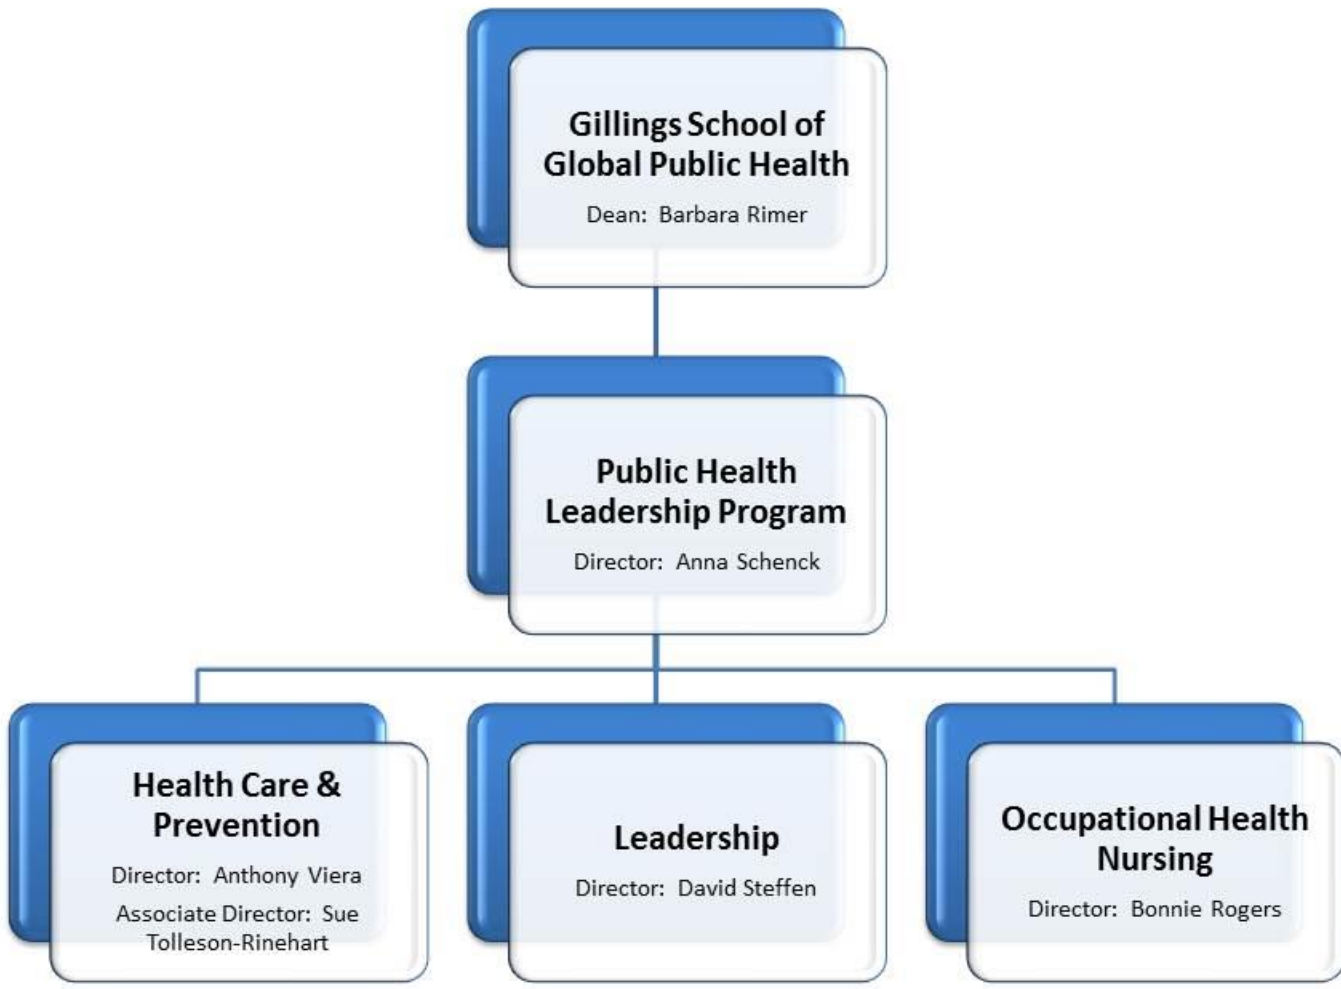 Gillings School of
Global Public Health
Dean: Barbara Rimer
Public Health
Leadership Program
Director: Anna Schenck
Health Care &
Prevention
Director: Anthony Viera
Associate Director: Sue
Tolleson-Rinehart
Leadership
Director: David Steffen
Occupational Health
Nursing
Director: Bonnie Rogers